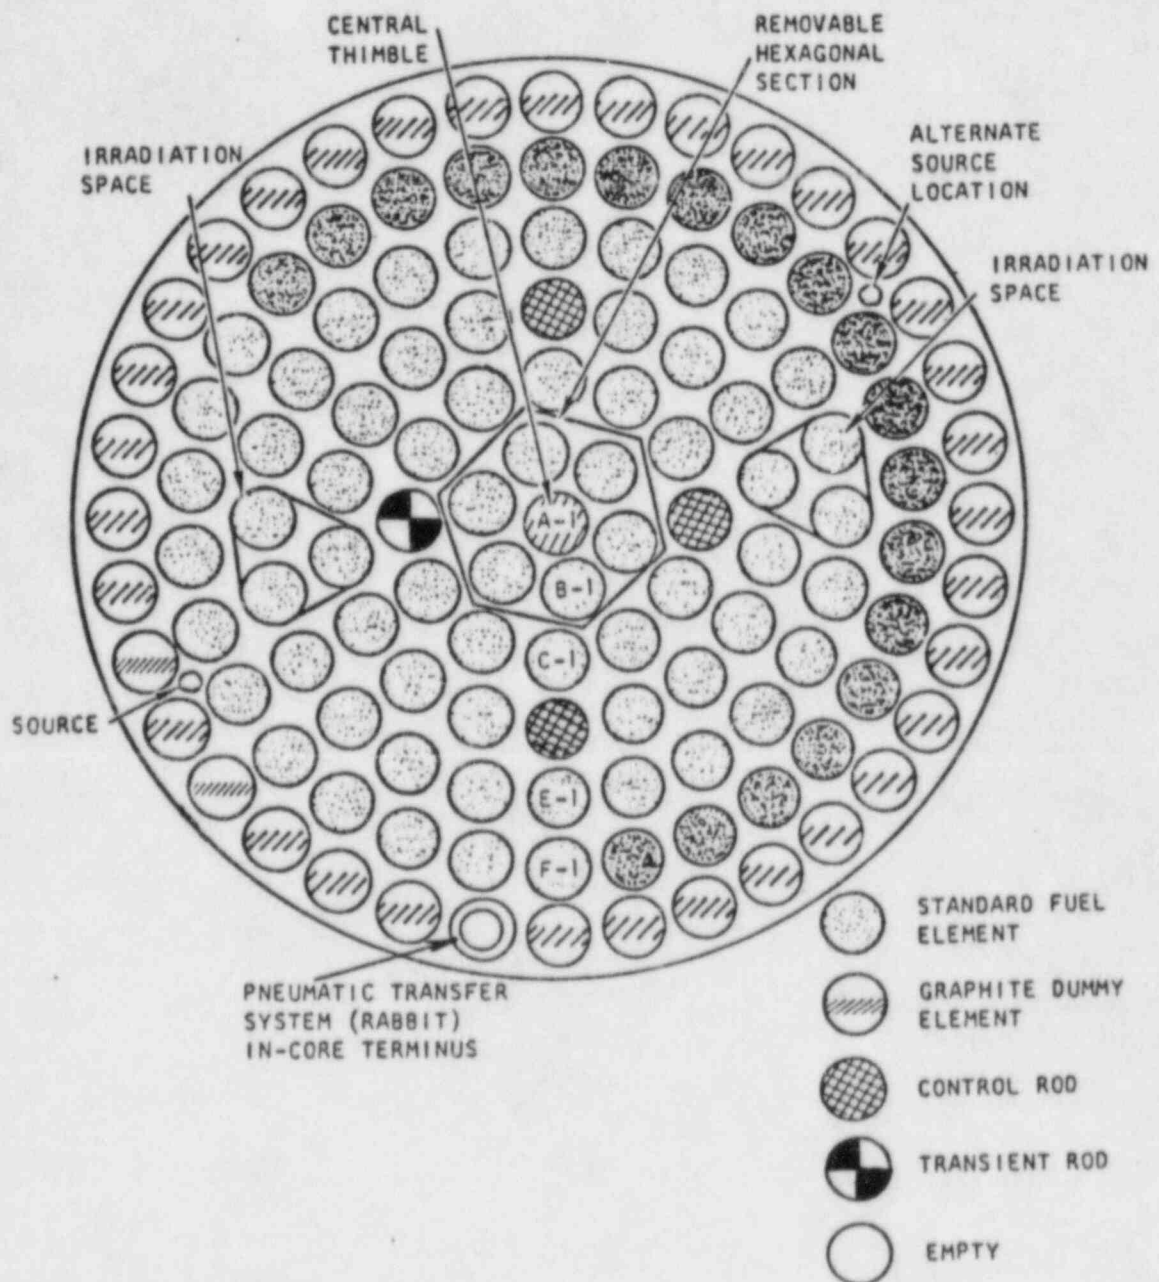 CENTRAL
THIMBLE
REMOVABLE
HEXAGONAL
SECTION
IRRADIATION
SPACE
ALTERNATE
SOURCE
LOCATION
IRRADIATION
SPACE
A-1
B-1
C-1
SOURCE
E-1
F-1
PNEUMATIC TRANSFER
SYSTEM (RABBIT)
IN-CORE TERMINUS
STANDARD FUEL
ELEMENT
GRAPHITE DUMMY
ELEMENT
CONTROL ROD
TRANSIENT ROD
EMPTY